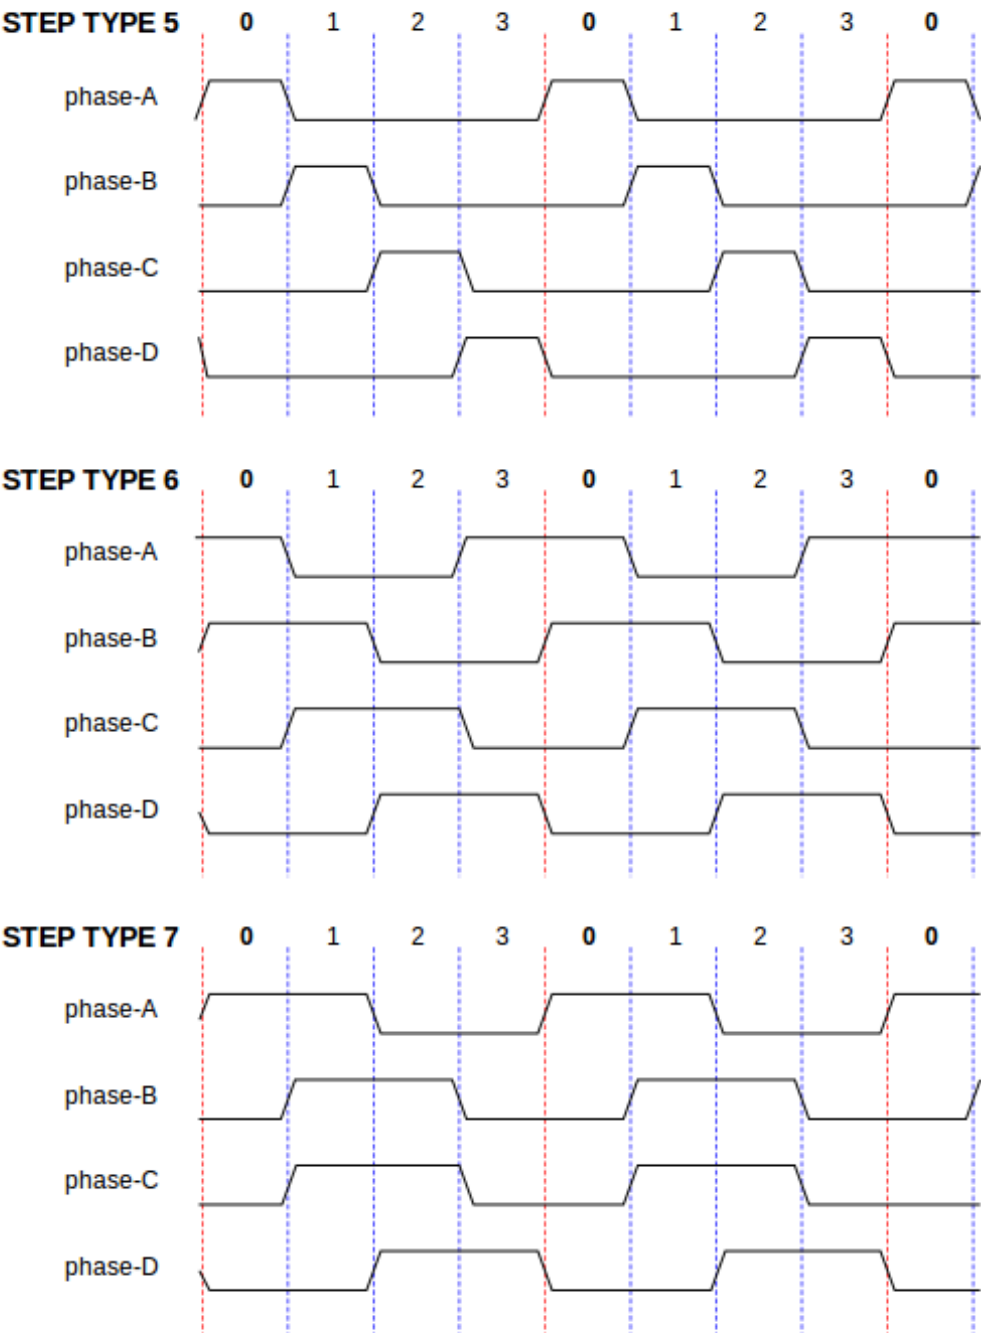 STEP TYPE 5 0 1 2 3 0 1 2 3 0
phase-A
phase-B
phase-C
phase-D
STEP TYPE 6 0 1 2 3 0 1 2 3 0
phase-A
phase-B
phase-C
phase-D
STEP TYPE 7 0 1 2 3 0 1 2 3 0
phase-A
phase-B
phase-C
phase-D